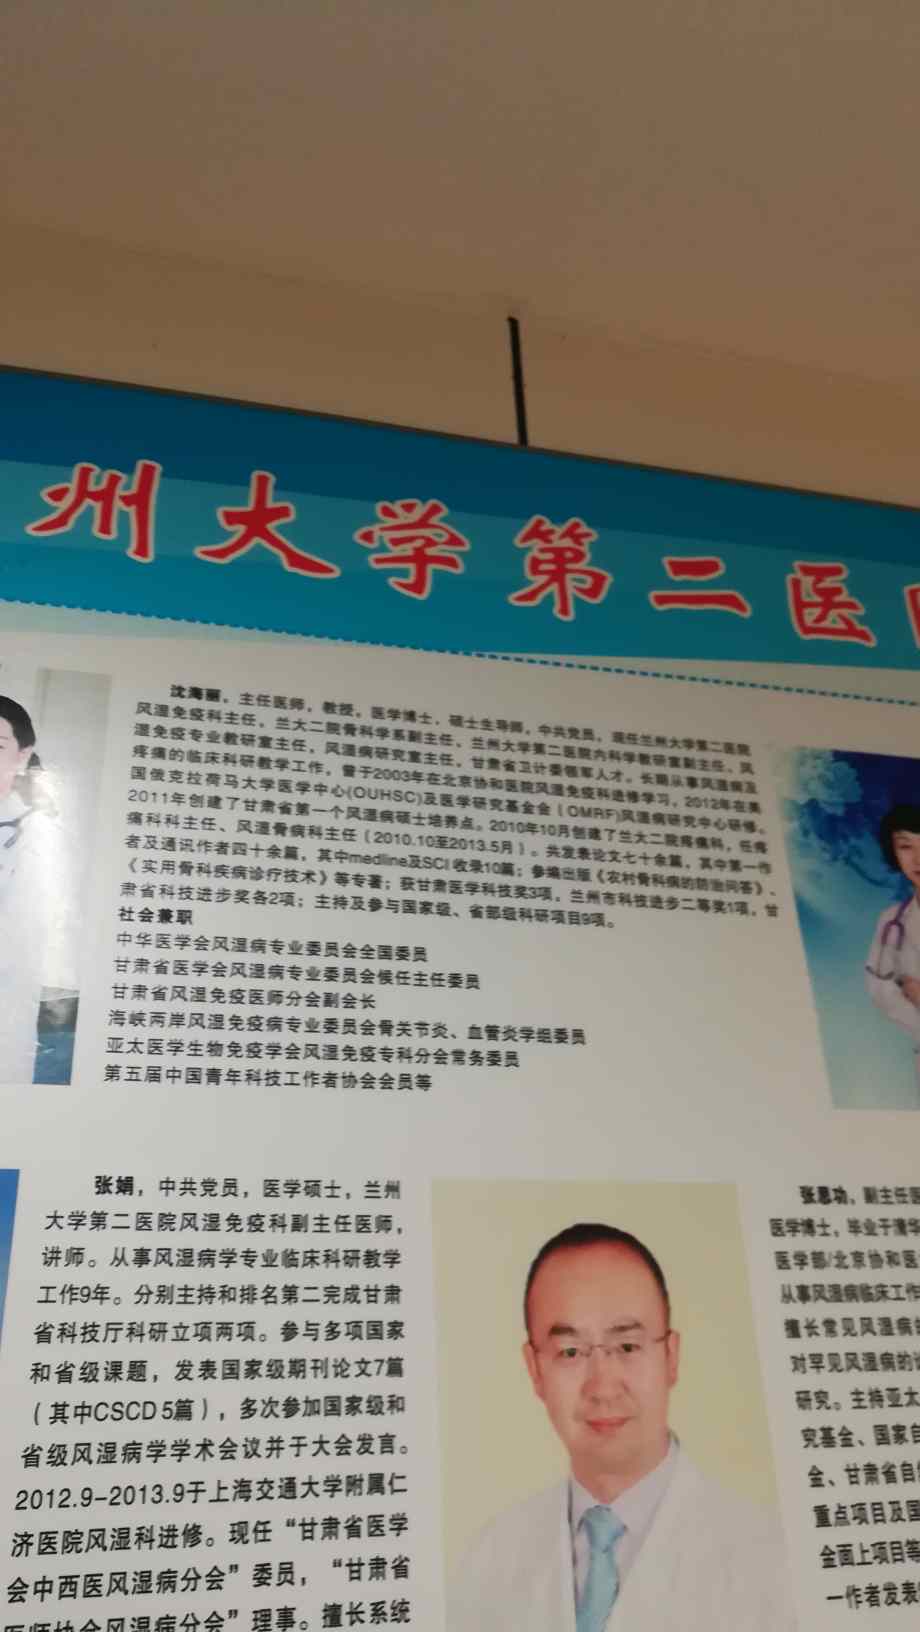 州大学第二医
沈海丽，主任医师，教授，医学博士，硕士生导师，中共党员，现任兰州大学第二医院
风湿免疫科主任，兰大二院骨科学系副主任，兰州大学第二医院内科学教研室副主任，风
湿免疫专业教研室主任，风湿病研究室主任，甘肃省卫计委领军人才。长期从事风湿病及
疼痛的临床科研教学工作，曾于2003年在北京协和医院风湿免疫科进修学习，2012年在美
国俄克拉荷马大学医学中心(OUHSC)及医学研究基金会（OMRF)风湿病研究中心研修。
2011年创建了甘肃省第一个风湿病硕士培养点。2010年10月创建了兰大二院疼痛科，任疼
痛科科主任、风湿骨病科主任（2010.10至2013.5月）。共发表论文七十余篇，其中第一作
者及通讯作者四十余篇，其中medline及SCI收录10篇；参编出版《农村骨科病的防治问答》、
《实用骨科疾病诊疗技术》等专著；获甘肃医学科技奖3项，兰州市科技进步二等奖1项，甘
肃省科技进步奖各2项；主持及参与国家级、省部级科研项目9项。
社会兼职
中华医学会风湿病专业委员会全国委员
甘肃省医学会风湿病专业委员会候任主任委员
甘肃省风湿免疫医师分会副会长
海峡两岸风湿免疫病专业委员会骨关节炎、血管炎学组委员
亚太医学生物免疫学会风湿免疫专科分会常务委员
第五届中国青年科技工作者协会会员等
张娟，中共党员，医学硕士，兰州
大学第二医院风湿免疫科副主任医师，
讲师。从事风湿病学专业临床科研教学
工作9年。分别主持和排名第二完成甘肃
省科技厅科研立项两项。参与多项国家
和省级课题，发表国家级期刊论文7篇
（其中CSCD 5篇），多次参加国家级和
省级风湿病学学术会议并于大会发言。
2012.9-2013.9于上海交通大学附属仁
济医院风湿科进修。现任“甘肃省医学
会中西医风湿病分会”委员，“甘肃省
医师协会风湿病分会”理事。擅长系统
张思功，副主任医
医学博士，毕业于清华
医学部/北京协和医
从事风湿病临床工作
擅长常见风湿病的
对罕见风湿病的
研究。主持亚太
究基金、国家自
金、甘肃省自
重点项目及国
金面上项目等
一作者发表